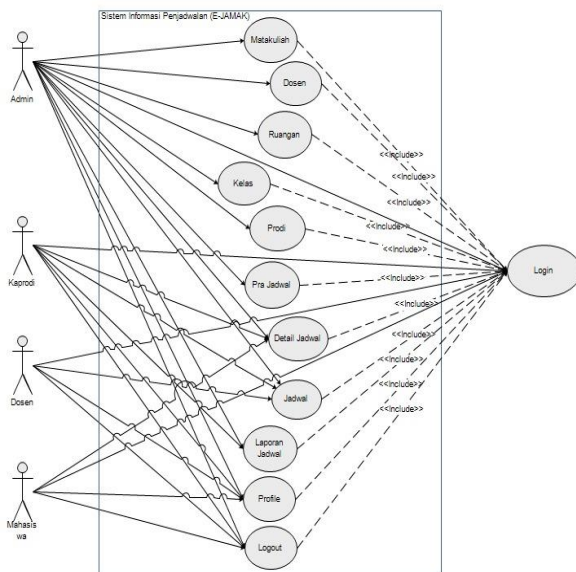 Sistem Informasi Penjadwalan (E-JAMAK)
Admin
Kaprodi
Dosen
Mahasis
wa
Matakuliah
Dosen
Ruangan
Kelas
Prodi
Pra Jadwal
Detail Jadwal
Jadwal
Laporan
Jadwal
Profile
Logout
<<Include>>
<<Include>>
<<Include>>
<<Include>>
<<Include>>
<<Include>>
<<Include>>
<<Include>>
<<Include>>
<<Include>>
<<Include>>
Login